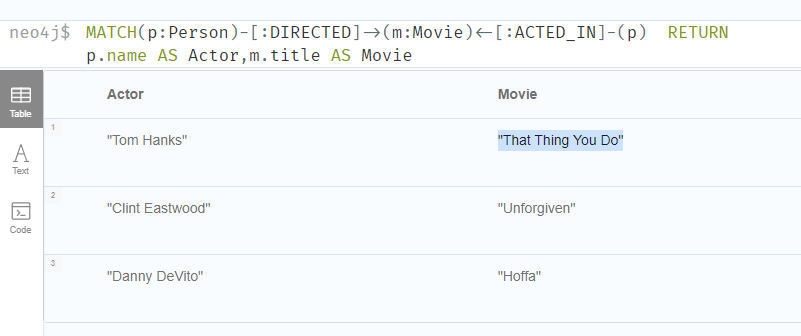 neo4j$ MATCH(p:Person)-[:DIRECTED]->(m:Movie)<-[:ACTED_IN]-(p)  RETURN
p.name AS Actor,m.title AS Movie
Table
Text
Code
Actor Movie
1 "Tom Hanks" "That Thing You Do"
2 "Clint Eastwood" "Unforgiven"
3 "Danny DeVito" "Hoffa"